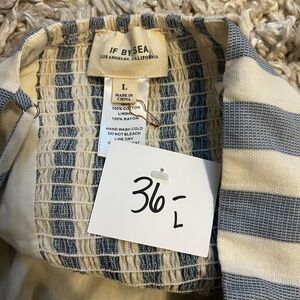 IF BY SEA
LOS ANGELES, CALIFORNIA
L
MADE IN
CHINA
100% COTTON
LINING
100% RAYON
HAND WASH COLD
DO NOT BLEACH
LINE DRY
36-
L